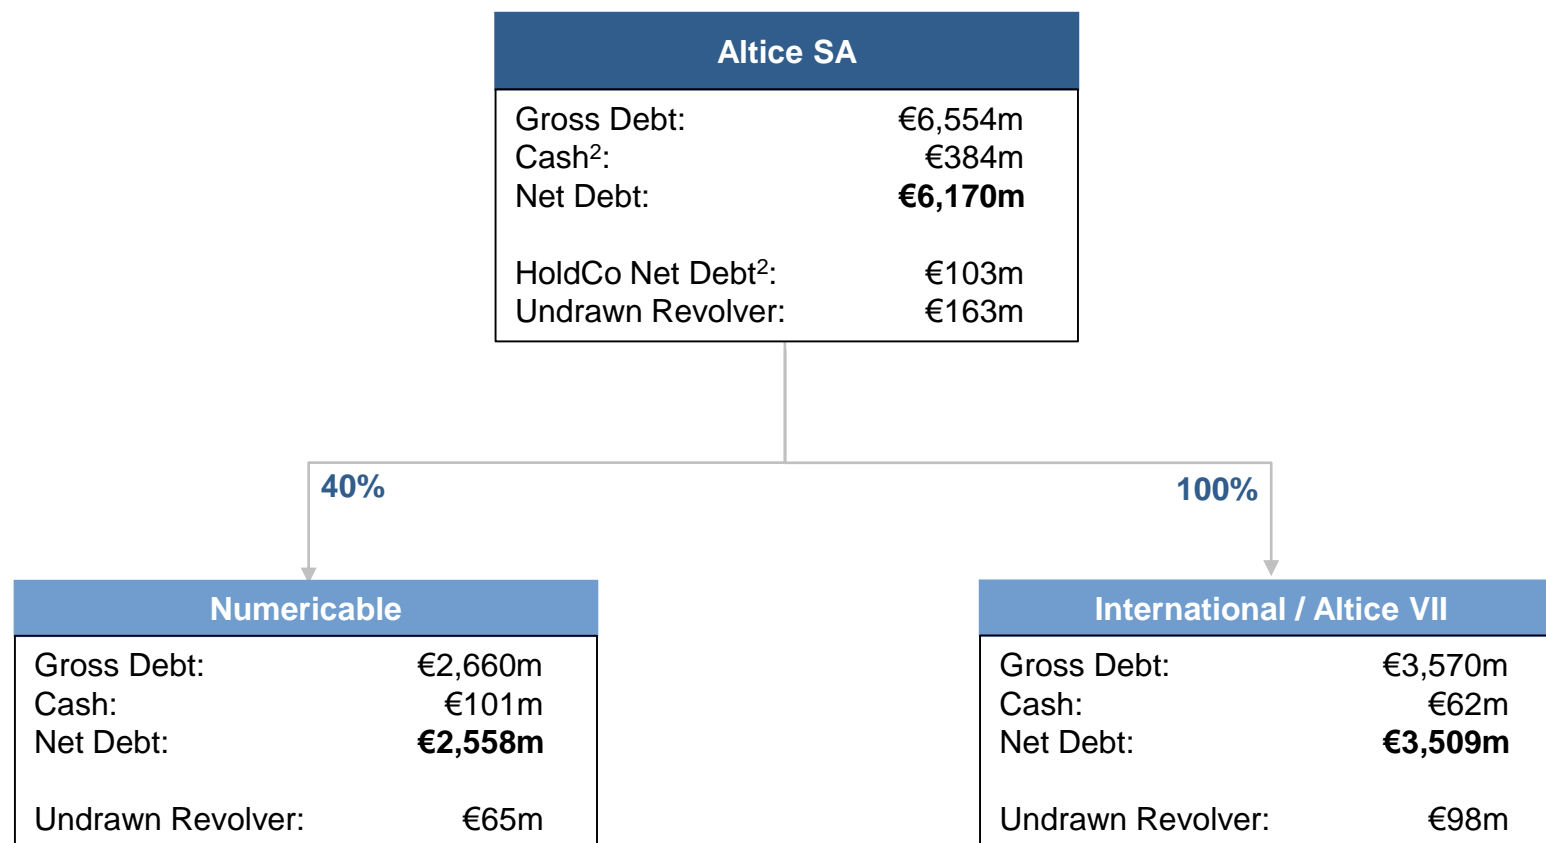 Altice SA
Gross Debt: €6,554m
Cash²: €384m
Net Debt: €6,170m
HoldCo Net Debt²: €103m
Undrawn Revolver: €163m
40%
100%
Numericable
Gross Debt: €2,660m
Cash: €101m
Net Debt: €2,558m
Undrawn Revolver: €65m
International / Altice VII
Gross Debt: €3,570m
Cash: €62m
Net Debt: €3,509m
Undrawn Revolver: €98m